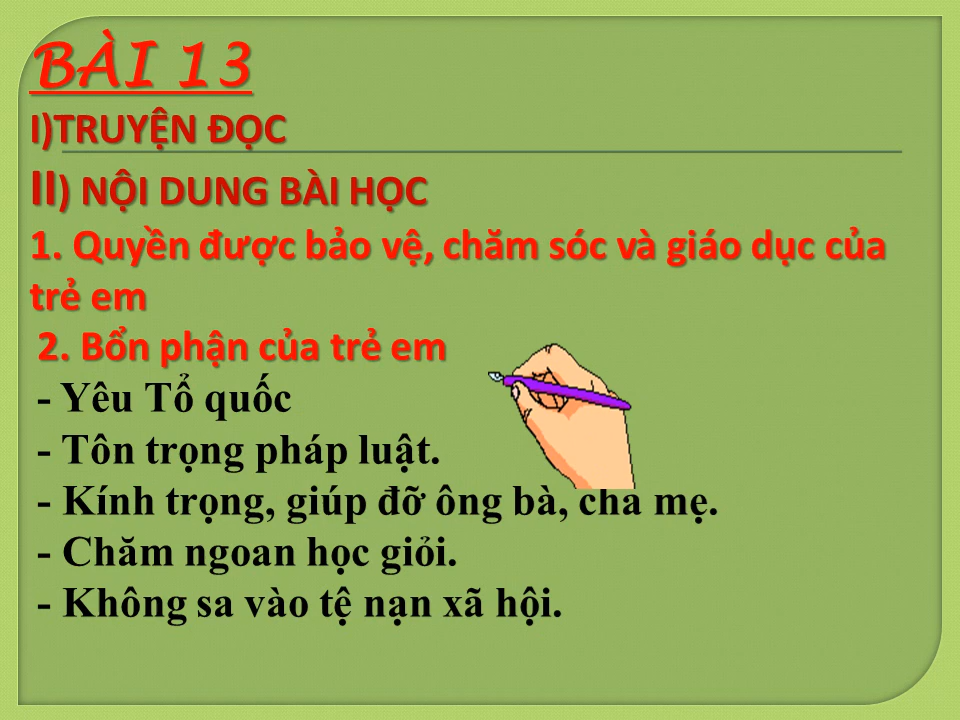 BÀI 13
I)TRUYỆN ĐỌC
II) NỘI DUNG BÀI HỌC
1. Quyền được bảo vệ, chăm sóc và giáo dục của
trẻ em
2. Bổn phận của trẻ em
- Yêu Tổ quốc
- Tôn trọng pháp luật.
- Kính trọng, giúp đỡ ông bà, cha mẹ.
- Chăm ngoan học giỏi.
- Không sa vào tệ nạn xã hội.